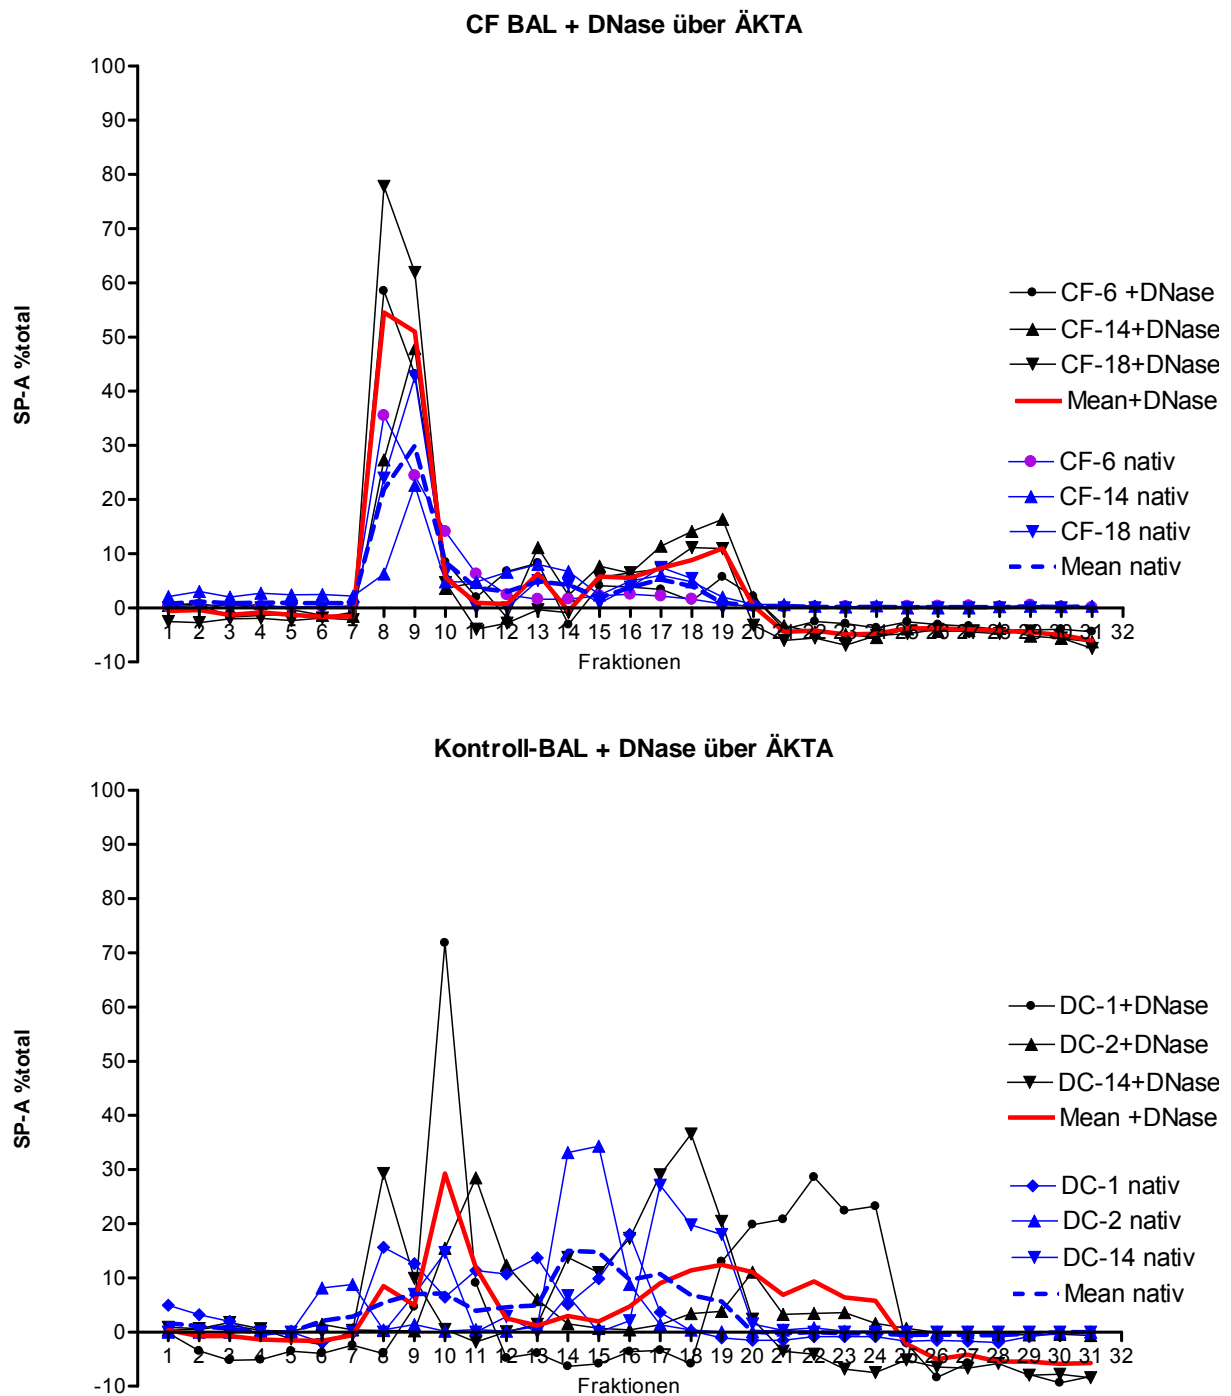 CF BAL + DNase über ÄKTA
100
90
80
70
60
50
40
30
20
10
0
-10
SP-A %total
1 2 3 4 5 6 7 8 9 10 11 12 13 14 15 16 17 18 19 20 21 22 23 24 25 26 27 28 29 30 31 32
Fraktionen
CF-6 +DNase
CF-14+DNase
CF-18+DNase
Mean+DNase
CF-6 nativ
CF-14 nativ
CF-18 nativ
Mean nativ
Kontroll-BAL + DNase über ÄKTA
100
90
80
70
60
50
40
30
20
10
0
-10
SP-A %total
1 2 3 4 5 6 7 8 9 10 11 12 13 14 15 16 17 18 19 20 21 22 23 24 25 26 27 28 29 30 31 32
Fraktionen
DC-1+DNase
DC-2+DNase
DC-14+DNase
Mean +DNase
DC-1 nativ
DC-2 nativ
DC-14 nativ
Mean nativ